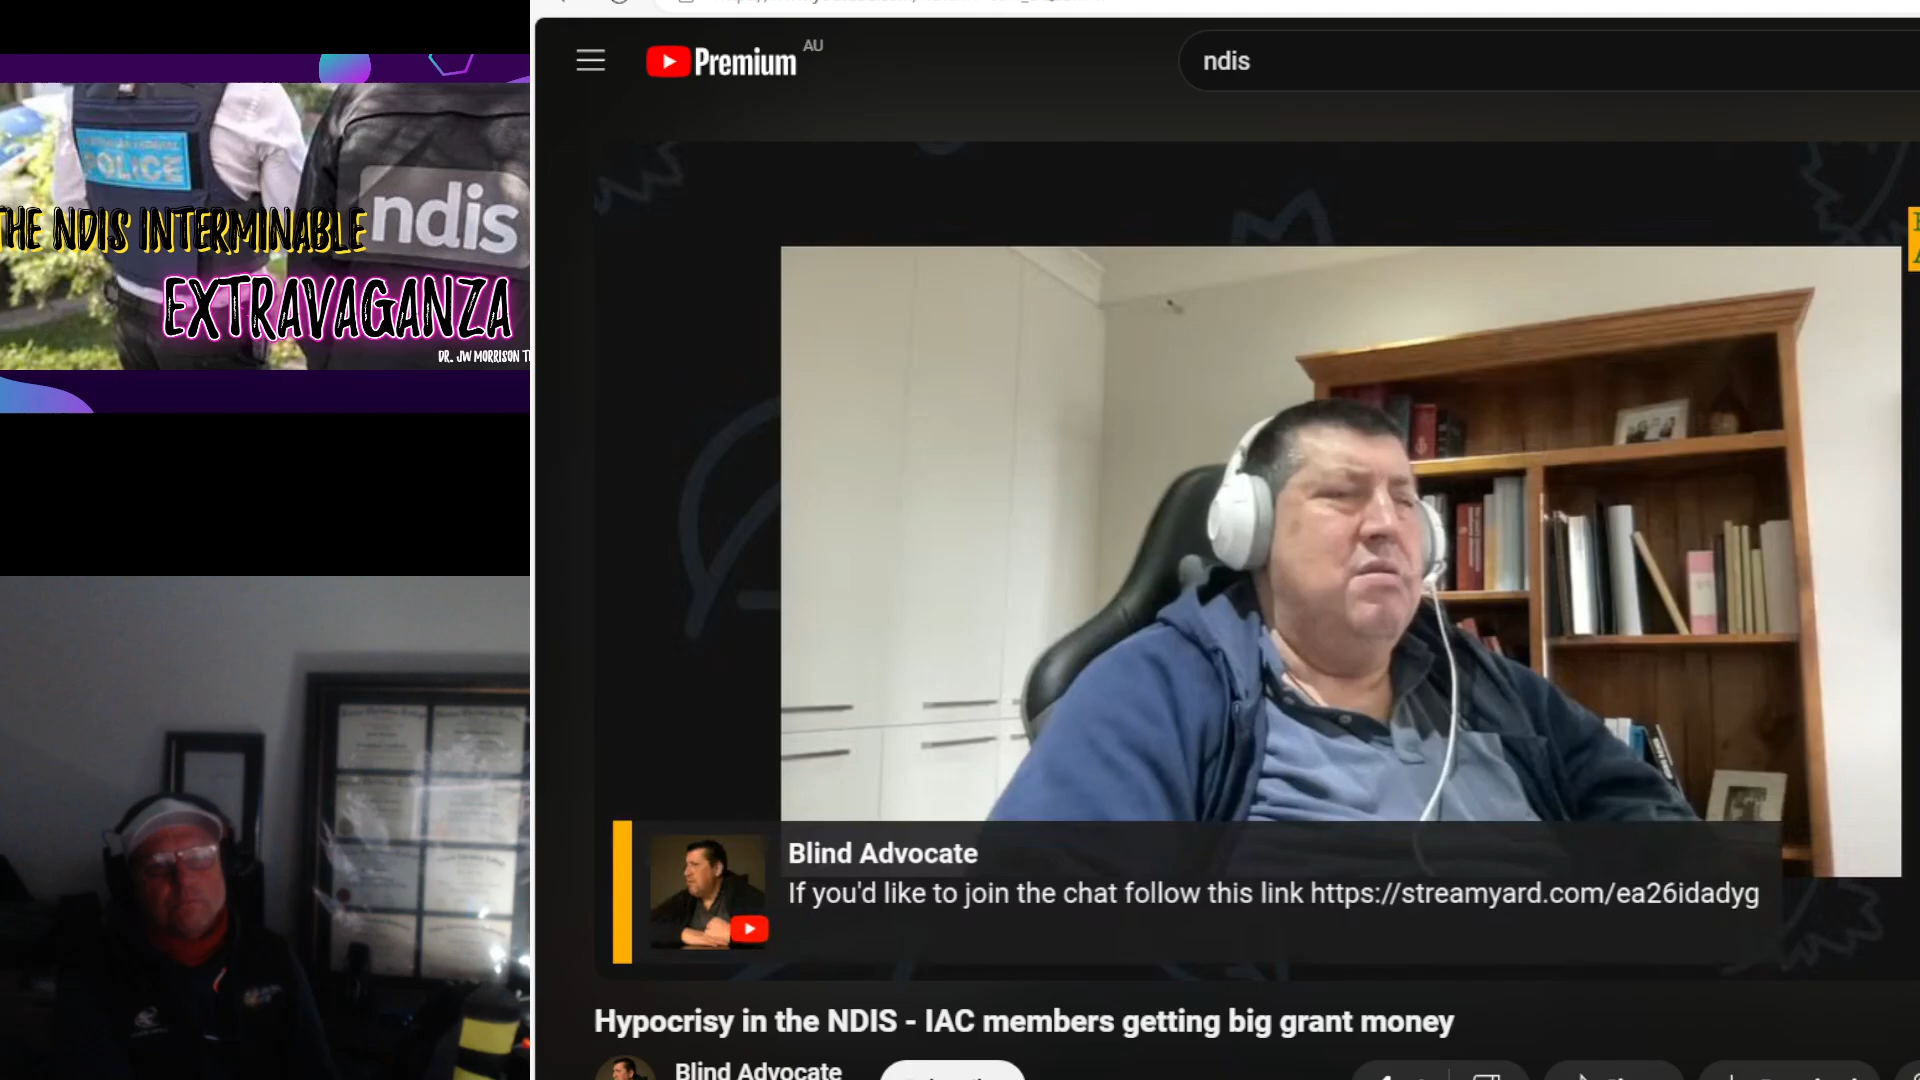 POLICE
ndis
THE NDIS INTERMINABLE
EXTRAVAGANZA
DR. JW MORRISON
Premium
AU
ndis
Blind Advocate
If you'd like to join the chat follow this link https://streamyard.com/ea26idadyg
Hypocrisy in the NDIS - IAC members getting big grant money
Blind Advocate